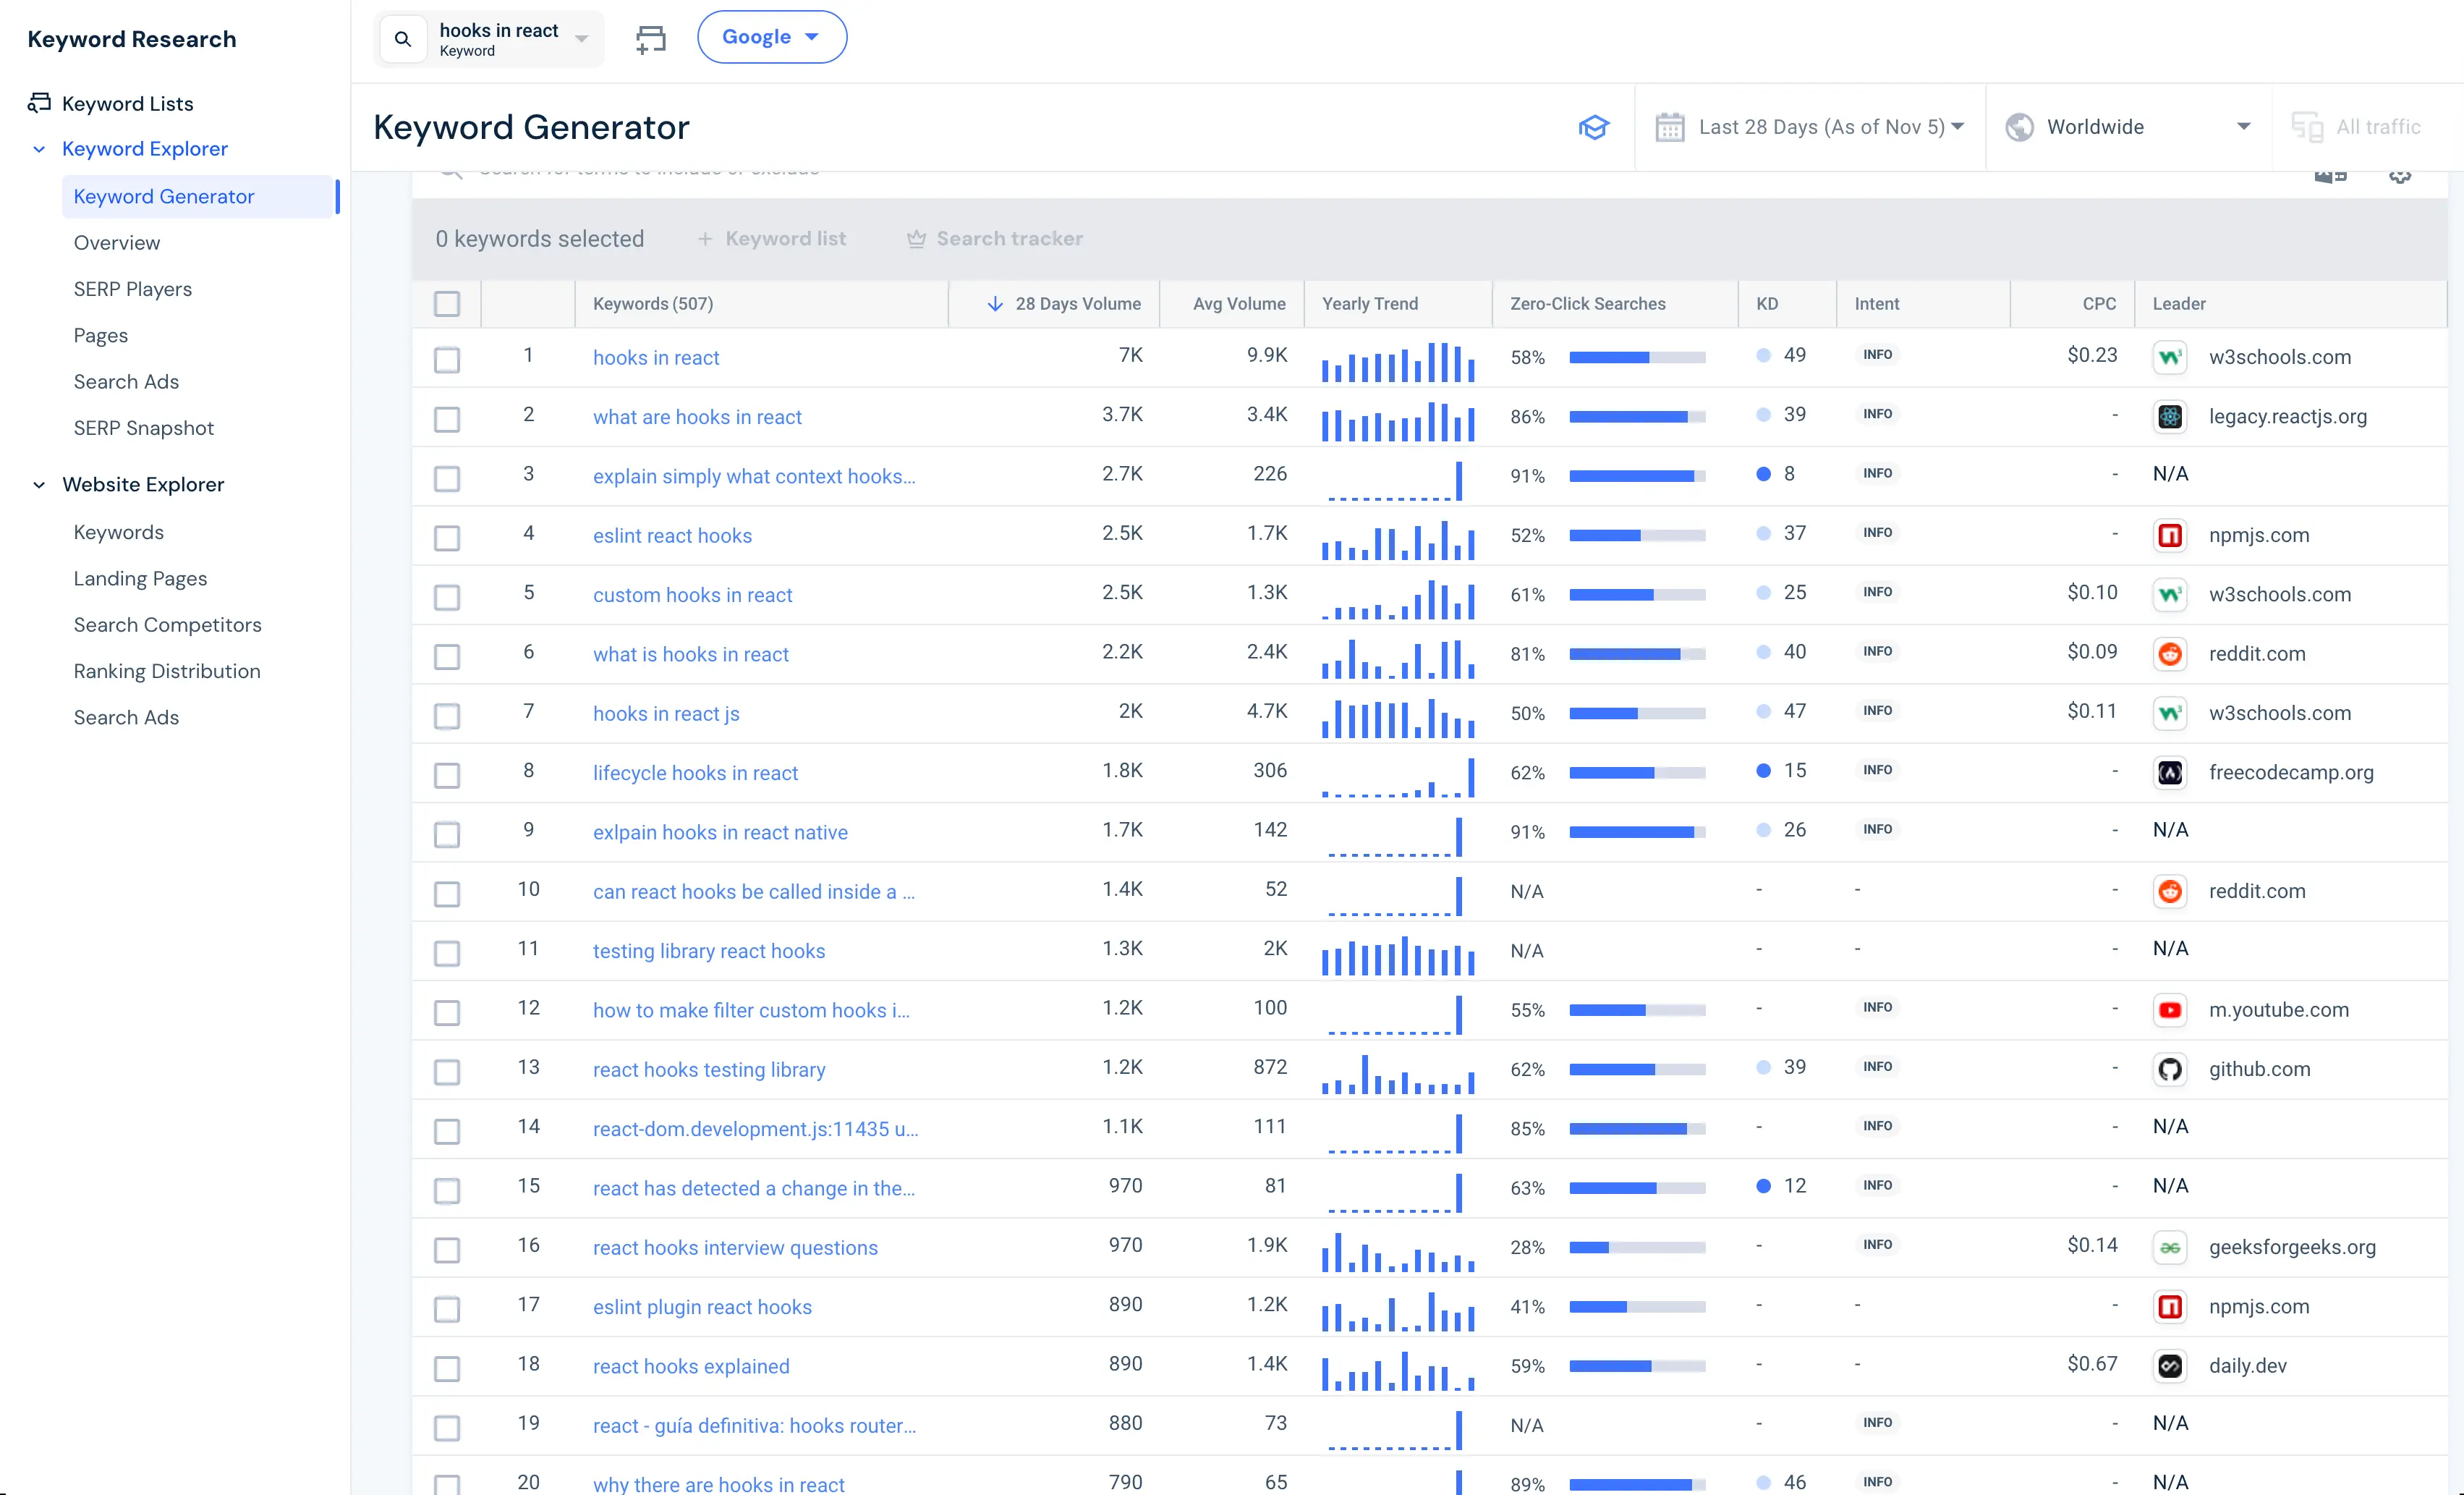 Keyword Research
Keyword Lists
Keyword Explorer
Keyword Generator
Overview
SERP Players
Pages
Search Ads
SERP Snapshot
Website Explorer
Keywords
Landing Pages
Search Competitors
Ranking Distribution
Search Ads
hooks in react
Keyword
Google
Keyword Generator
Last 28 Days (As of Nov 5)
Worldwide
All traffic
Search for terms to include or exclude
0 keywords selected + Keyword list Search tracker
Keywords (507) 28 Days Volume Avg Volume Yearly Trend Zero-Click Searches KD Intent CPC Leader
1 hooks in react 7K 9.9K 58% 49 INFO $0.23 w3schools.com
2 what are hooks in react 3.7K 3.4K 86% 39 INFO - legacy.reactjs.org
3 explain simply what context hooks... 2.7K 226 91% 8 INFO - N/A
4 eslint react hooks 2.5K 1.7K 52% 37 INFO - npmjs.com
5 custom hooks in react 2.5K 1.3K 61% 25 INFO $0.10 w3schools.com
6 what is hooks in react 2.2K 2.4K 81% 40 INFO $0.09 reddit.com
7 hooks in react js 2K 4.7K 50% 47 INFO $0.11 w3schools.com
8 lifecycle hooks in react 1.8K 306 62% 15 INFO - freecodecamp.org
9 exlpain hooks in react native 1.7K 142 91% 26 INFO - N/A
10 can react hooks be called inside a ... 1.4K 52 N/A - - - reddit.com
11 testing library react hooks 1.3K 2K N/A - - - N/A
12 how to make filter custom hooks i... 1.2K 100 55% - INFO - m.youtube.com
13 react hooks testing library 1.2K 872 62% 39 INFO - github.com
14 react-dom.development.js:11435 u... 1.1K 111 85% - INFO - N/A
15 react has detected a change in the... 970 81 63% 12 INFO - N/A
16 react hooks interview questions 970 1.9K 28% - INFO $0.14 geeksforgeeks.org
17 eslint plugin react hooks 890 1.2K 41% - - - npmjs.com
18 react hooks explained 890 1.4K 59% - - $0.67 daily.dev
19 react - guía definitiva: hooks router... 880 73 N/A - INFO - N/A
20 why there are hooks in react 790 65 89% 46 INFO - N/A